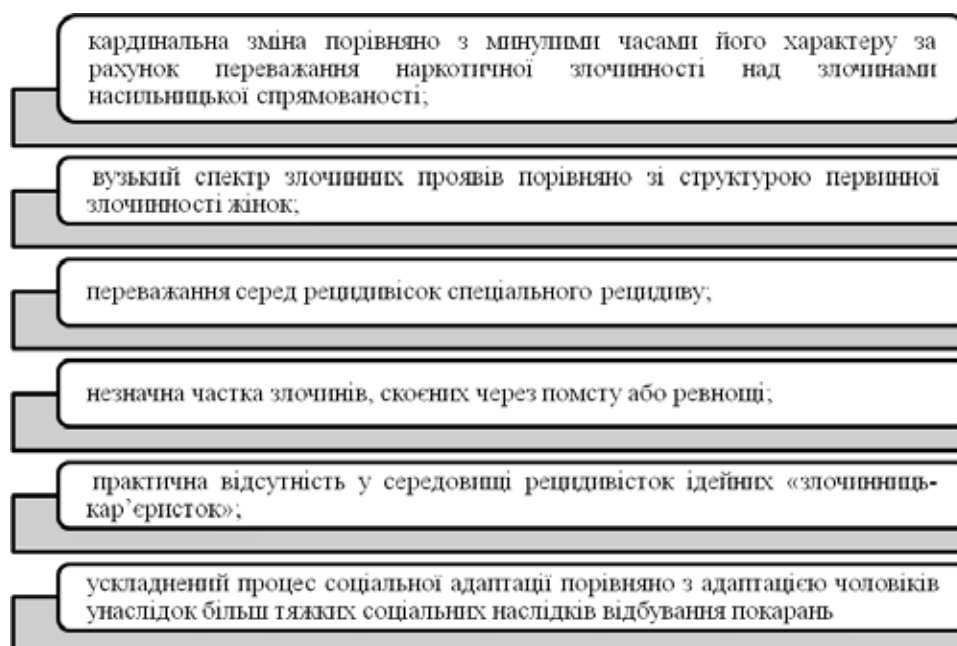 кардинальна зміна порівняно з минулими часами його характеру за
рахунок переважання наркотичної злочинності над злочинами
насильницької спрямованості;
вузький спектр злочинних проявів порівняно зі структурою первинної
злочинності жінок;
переважання серед рецидивісок спеціального рецидиву;
незначна частка злочинів, скоєних через помсту або ревнощі;
практична відсутність у середовищі рецидивісток ідейних «злочинниць-
кар’єристок»;
ускладнений процес соціальної адаптації порівняно з адаптацією чоловіків
унаслідок більш тяжких соціальних наслідків відбування покарань